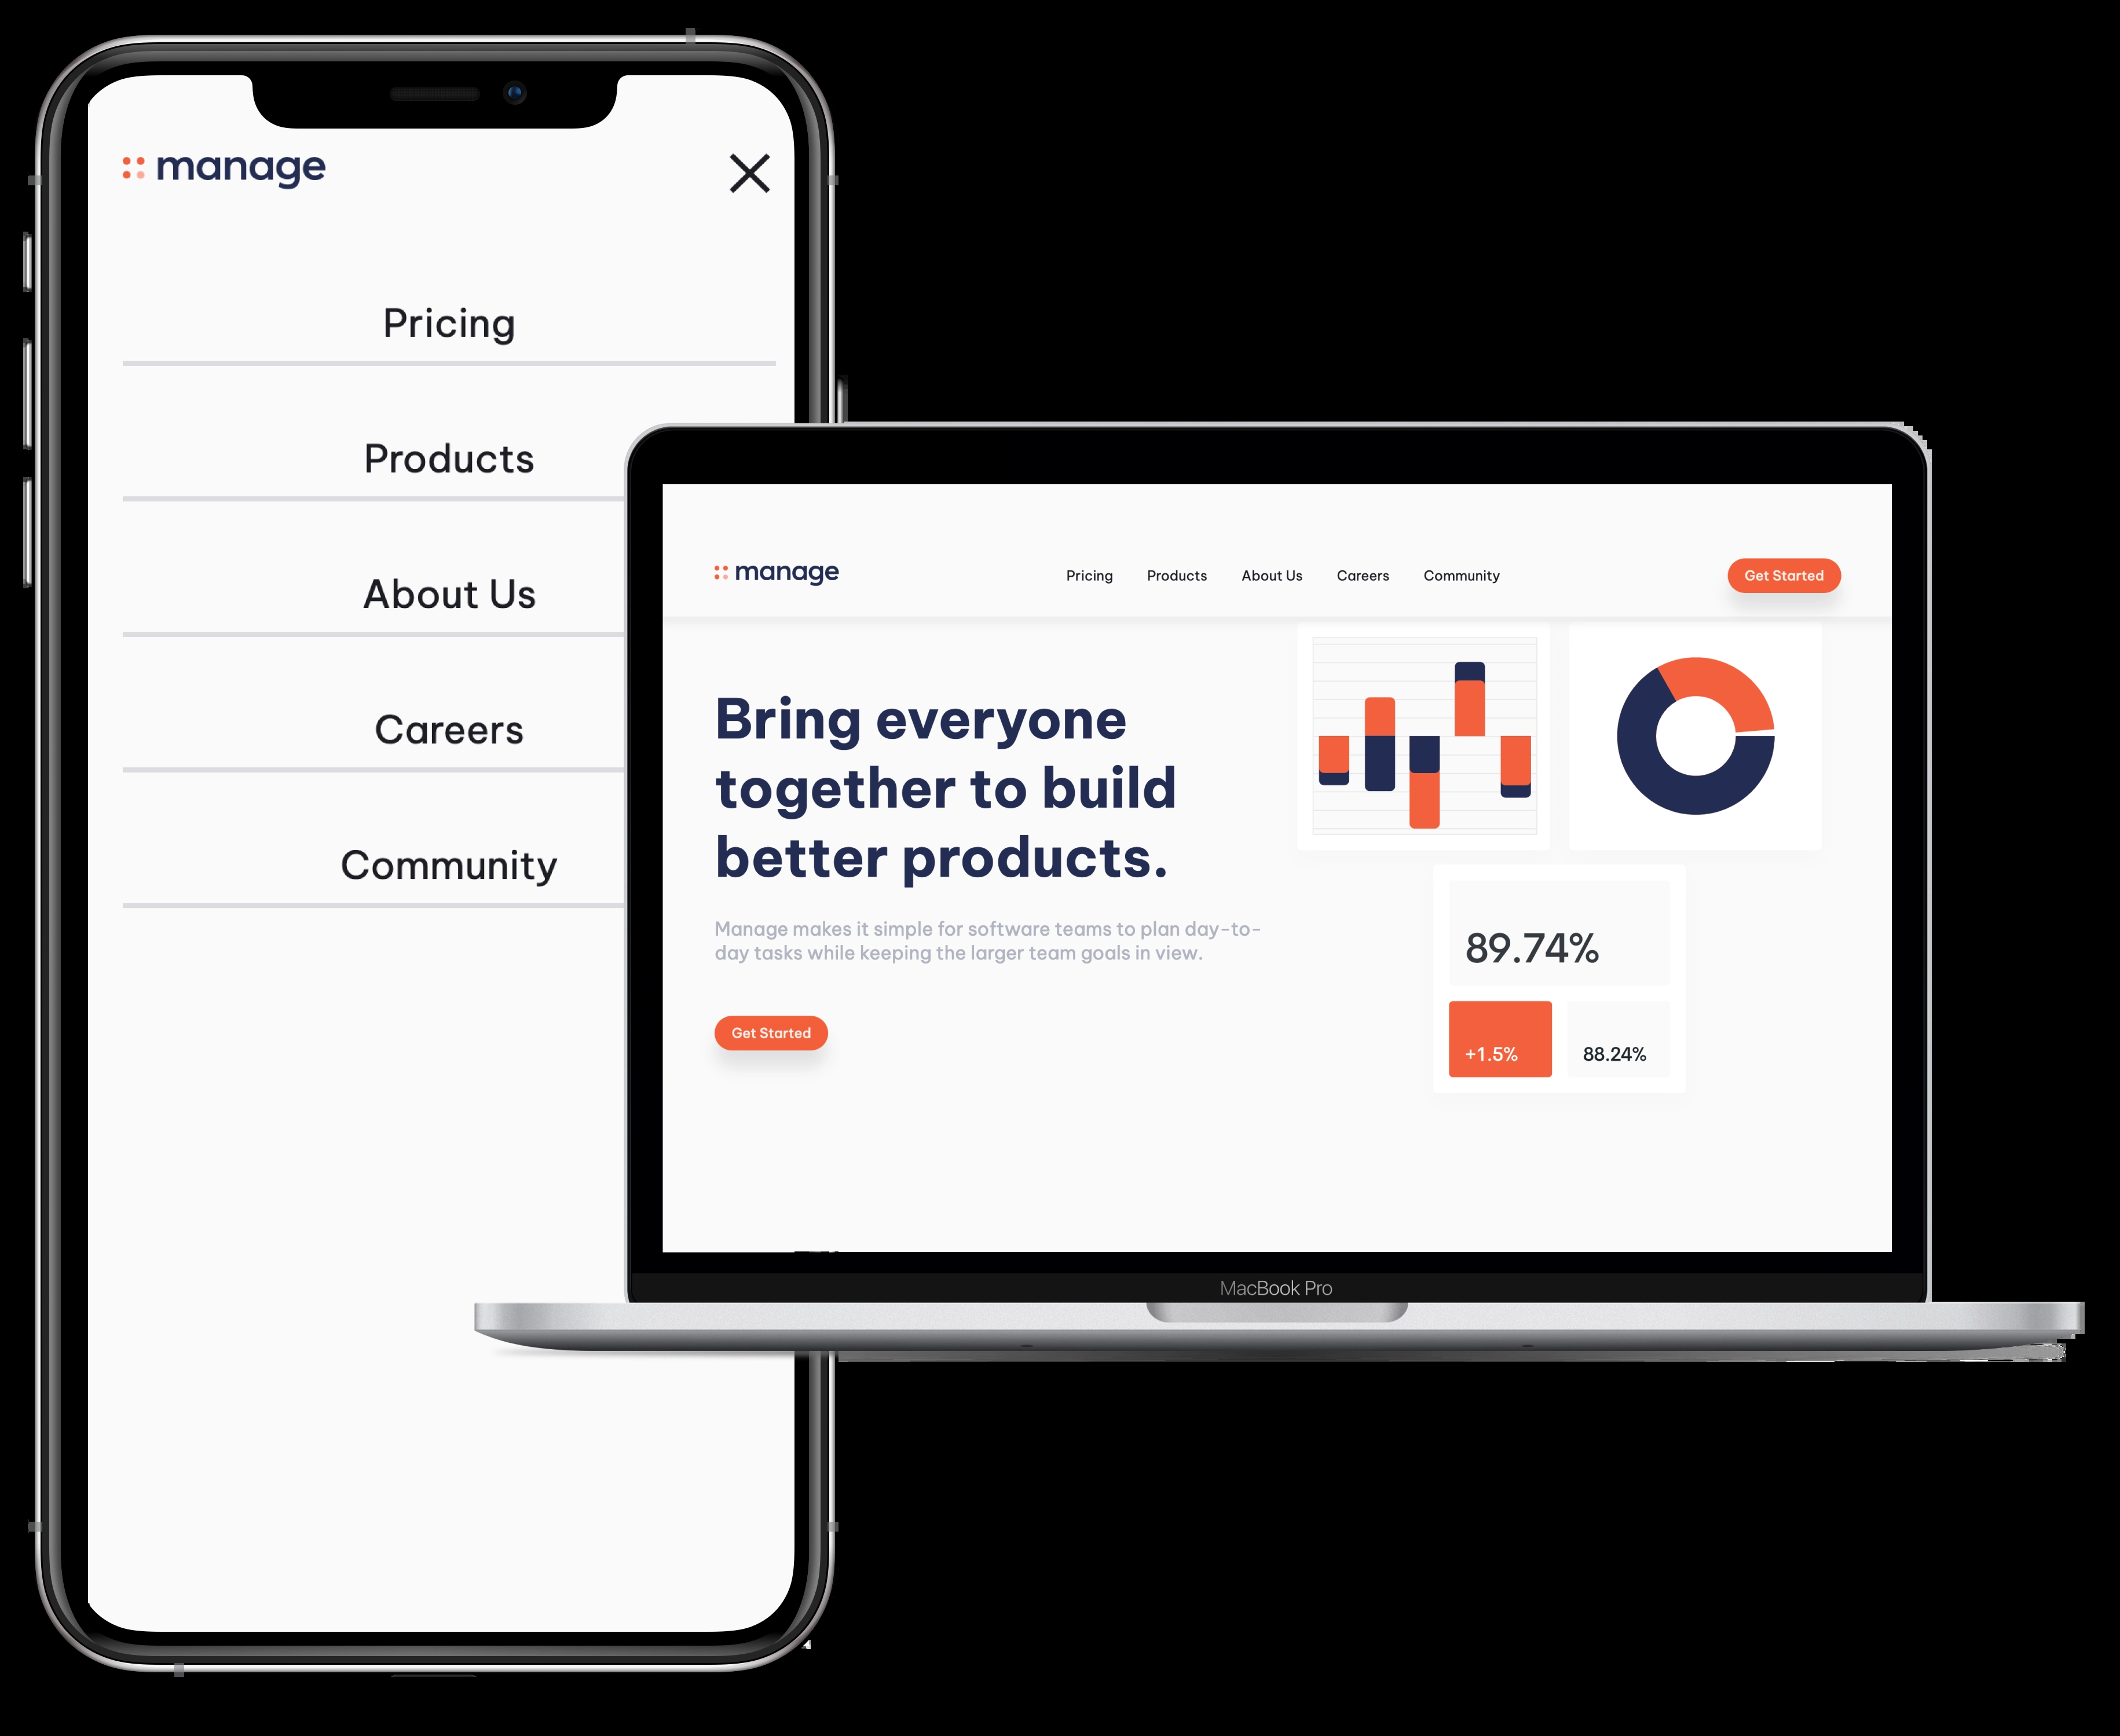 manage
Pricing
Products
About Us
Careers
Community
manage
Pricing Products About Us Careers Community
Get Started
Bring everyone
together to build
better products.
Manage makes it simple for software teams to plan day-to-
day tasks while keeping the larger team goals in view.
Get Started
89.74%
+1.5%
88.24%
MacBook Pro